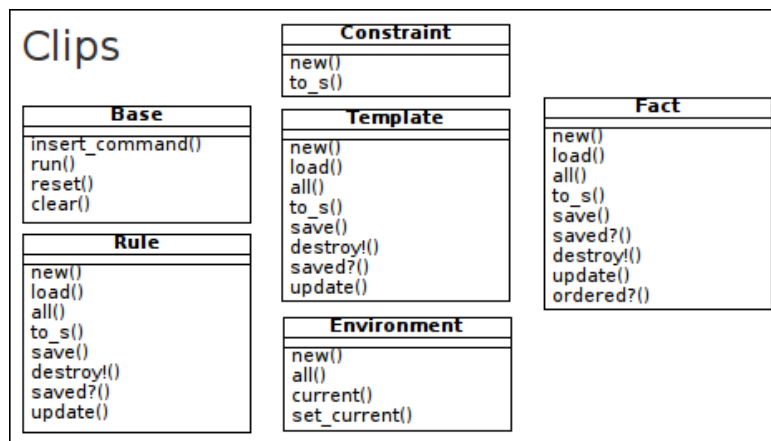 Clips
Constraint
new()
to_s()
Base
insert_command()
run()
reset()
clear()
Template
new()
load()
all()
to_s()
save()
destroy!()
saved?()
update()
Fact
new()
load()
all()
to_s()
save()
saved?()
destroy!()
update()
ordered?()
Rule
new()
load()
all()
to_s()
save()
destroy!()
saved?()
update()
Environment
new()
all()
current()
set_current()